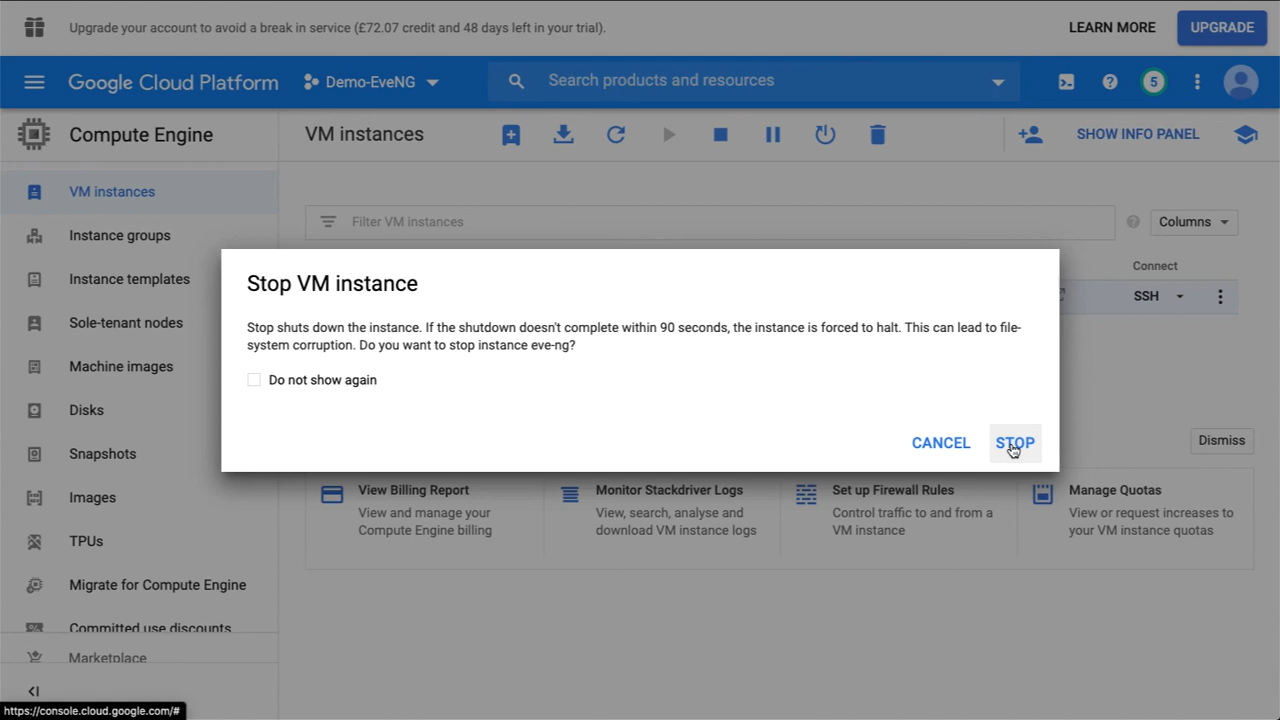 Upgrade your account to avoid a break in service (£72.07 credit and 48 days left in your trial).
LEARN MORE
UPGRADE
Google Cloud Platform
Demo-EveNG
Search products and resources
5
Compute Engine
VM instances
SHOW INFO PANEL
VM instances
Instance groups
Instance templates
Sole-tenant nodes
Machine images
Disks
Snapshots
Images
TPUs
Migrate for Compute Engine
Committed use discounts
Marketplace
Filter VM instances
Columns
Connect
SSH
Stop VM instance
Stop shuts down the instance. If the shutdown doesn't complete within 90 seconds, the instance is forced to halt. This can lead to file-
system corruption. Do you want to stop instance eve-ng?
Do not show again
CANCEL
STOP
Dismiss
View Billing Report
View and manage your
Compute Engine billing
Monitor Stackdriver Logs
View, search, analyse and
download VM instance logs
Set up Firewall Rules
Control traffic to and from a
VM instance
Manage Quotas
View or request increases to
your VM instance quotas
https://console.cloud.google.com/#